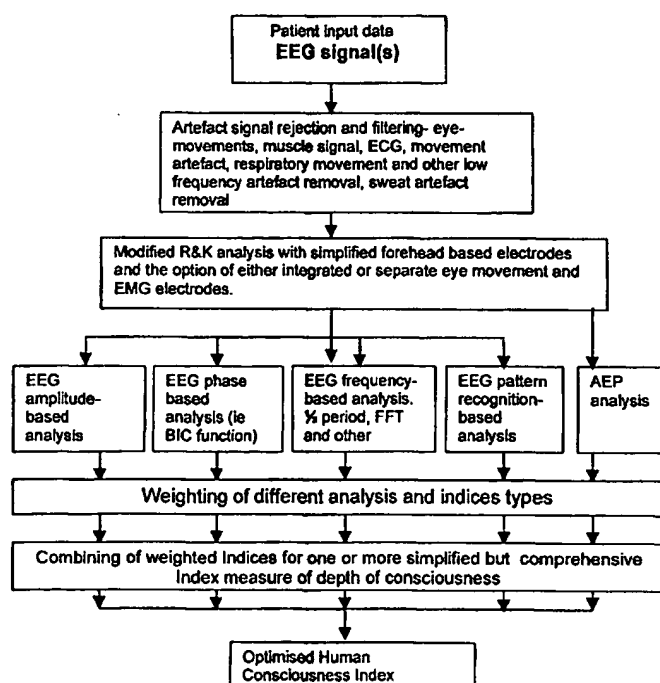 Patient input data
EEG signal(s)
Artefact signal rejection and filtering- eye-
movements, muscle signal, ECG, movement
artefact, respiratory movement and other low
frequency artefact removal, sweat artefact
removal
Modified R&K analysis with simplified forehead based electrodes
and the option of either integrated or separate eye movement and
EMG electrodes.
EEG
amplitude-
based
analysis
EEG phase
based
analysis (ie
BIC function)
EEG frequency-
based analysis.
½ period, FFT
and other
EEG pattern
recognition-
based
analysis
AEP
analysis
Weighting of different analysis and indices types
Combining of weighted Indices for one or more simplified but comprehensive
Index measure of depth of consciousness
Optimised Human
Consciousness Index